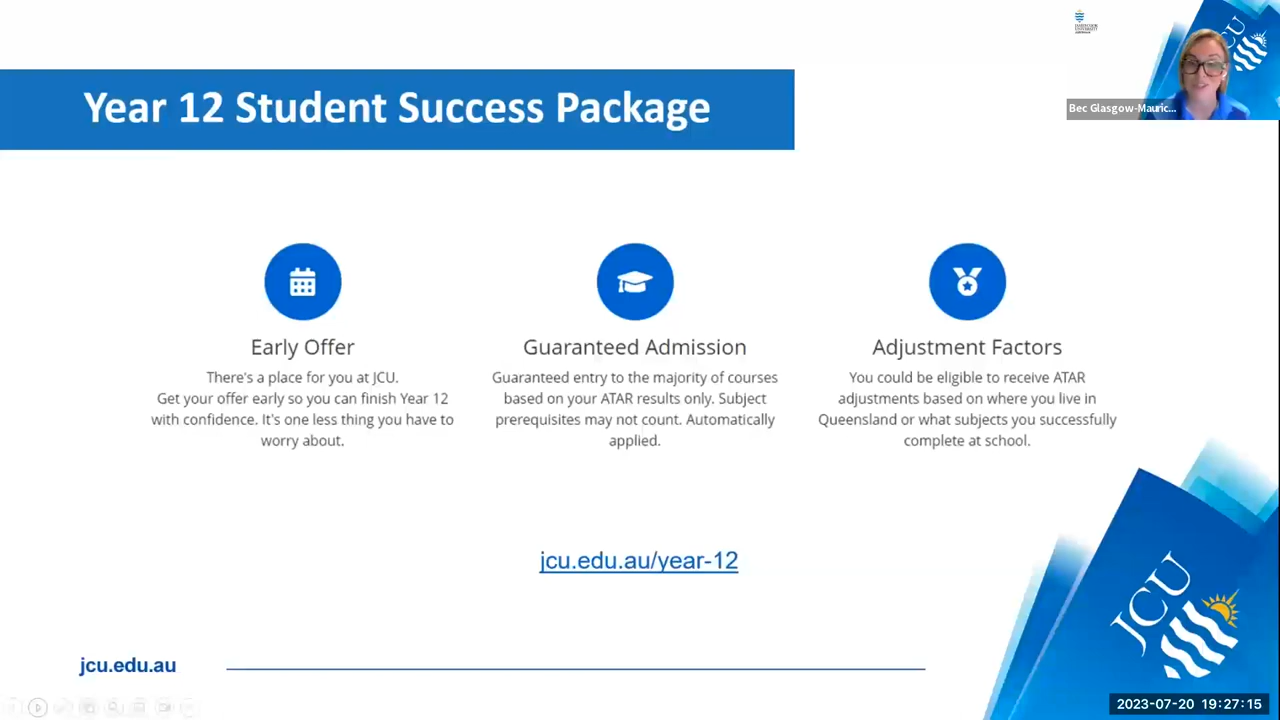 JCU
Bec Glasgow-Mauric...
Year 12 Student Success Package
Early Offer
There's a place for you at JCU.
Get your offer early so you can finish Year 12
with confidence. It's one less thing you have to
worry about.
Guaranteed Admission
Guaranteed entry to the majority of courses
based on your ATAR results only. Subject
prerequisites may not count. Automatically
applied.
Adjustment Factors
You could be eligible to receive ATAR
adjustments based on where you live in
Queensland or what subjects you successfully
complete at school.
jcu.edu.au/year-12
JCU
jcu.edu.au
2023-07-20 19:27:15